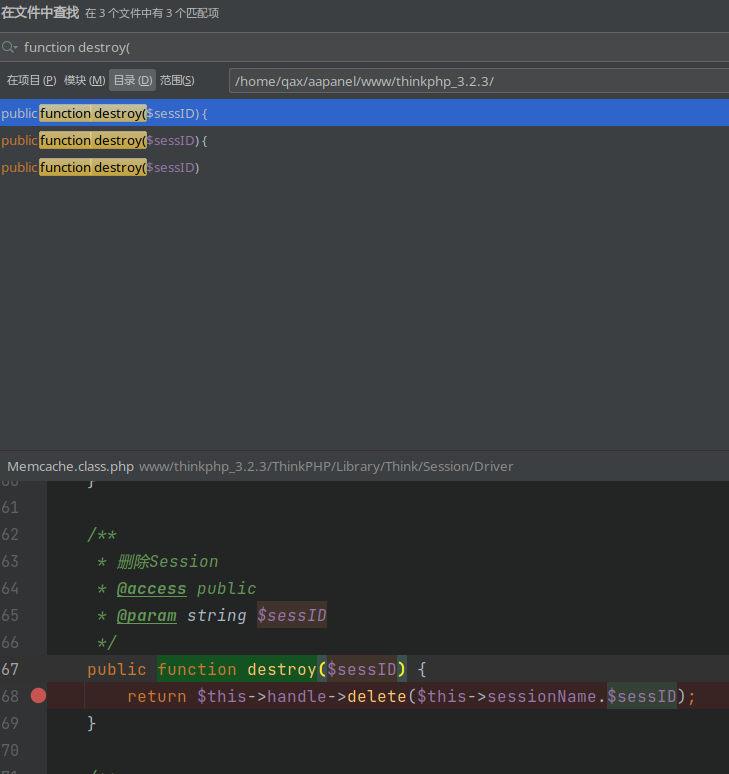 在文件中查找 在 3 个文件中有 3 个匹配项
function destroy(
在项目 (P) 模块 (M) 目录 (D) 范围(S) /home/qax/aapanel/www/thinkphp_3.2.3/
public function destroy($sessID) {
public function destroy($sessID) {
public function destroy($sessID)
Memcache.class.php www/thinkphp_3.2.3/ThinkPHP/Library/Think/Session/Driver
60 }
61
62 /**
63 * 删除Session
64 * @access public
65 * @param string $sessID
66 */
67 public function destroy($sessID) {
68 return $this->handle->delete($this->sessionName.$sessID);
69 }
70